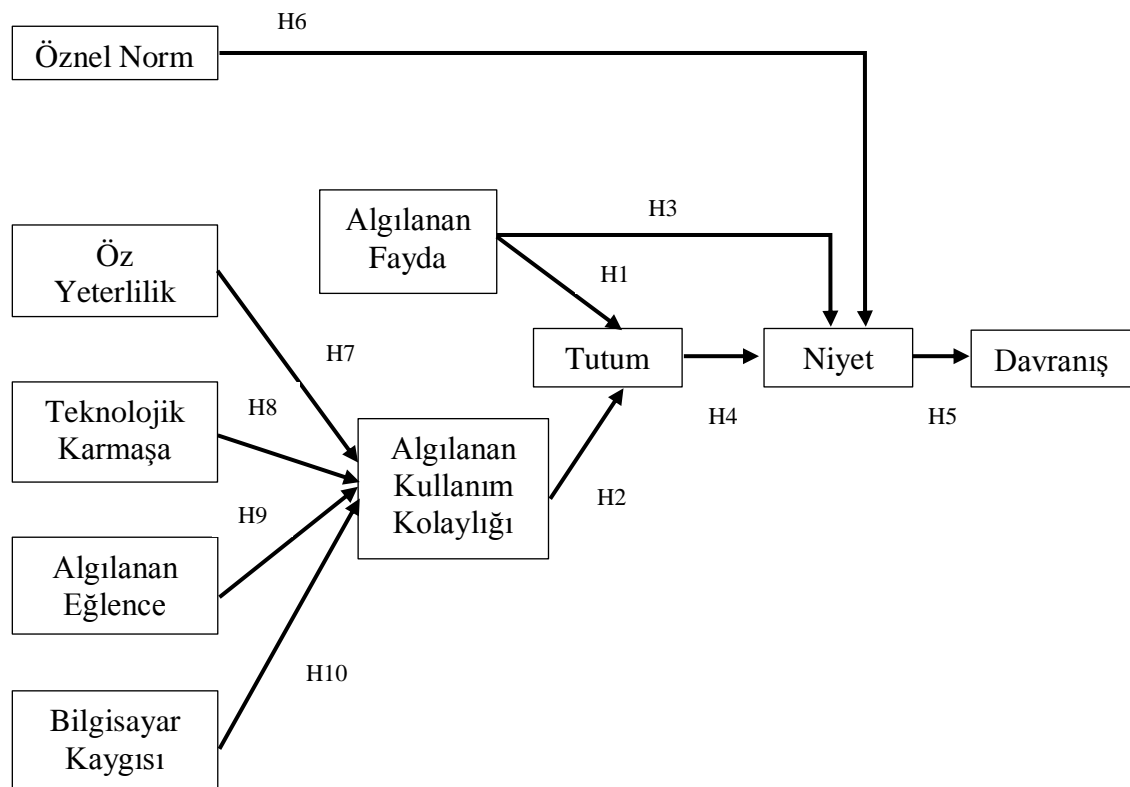 H6
Öznel Norm
Algılanan
Fayda
H3
Öz
Yeterlilik
H1
H7
Tutum
Niyet
Davranış
Teknolojik
Karmaşa
H8
H4
H5
Algılanan
Kullanım
Kolaylığı
H2
H9
Algılanan
Eğlence
H10
Bilgisayar
Kaygısı